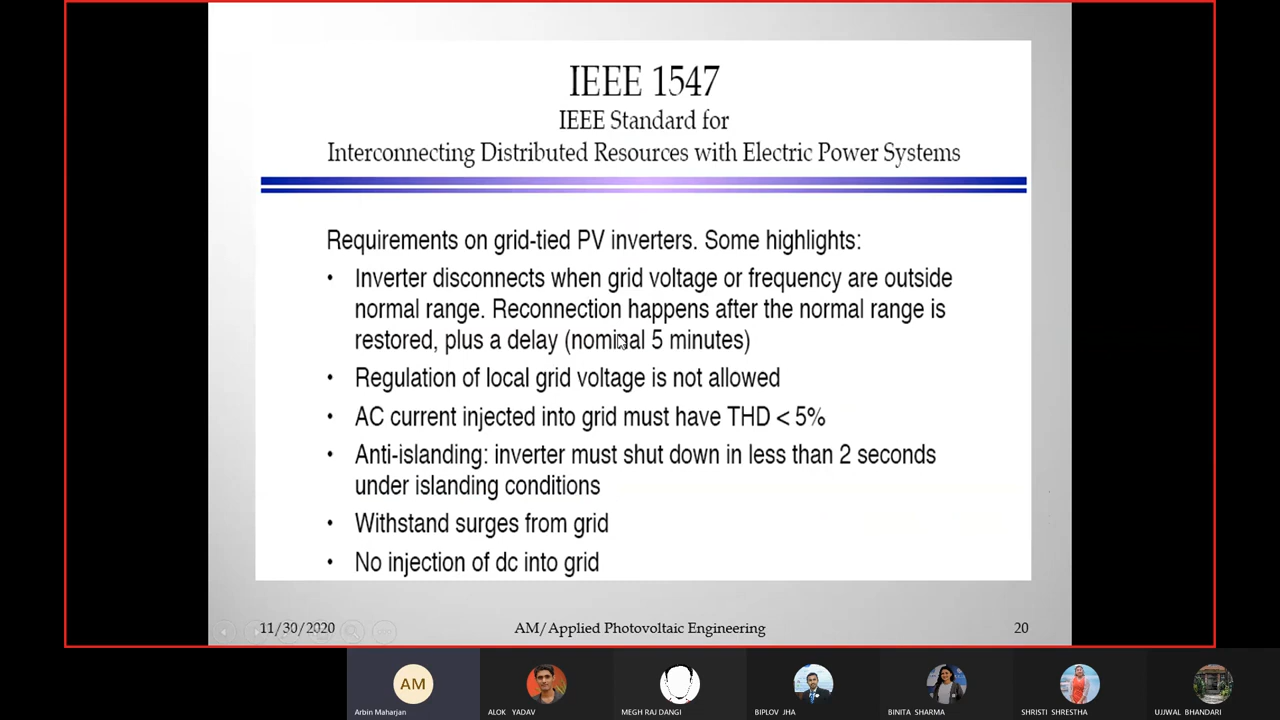 IEEE 1547
IEEE Standard for
Interconnecting Distributed Resources with Electric Power Systems
Requirements on grid-tied PV inverters. Some highlights:
• Inverter disconnects when grid voltage or frequency are outside
normal range. Reconnection happens after the normal range is
restored, plus a delay (nominal 5 minutes)
• Regulation of local grid voltage is not allowed
• AC current injected into grid must have THD < 5%
• Anti-islanding: inverter must shut down in less than 2 seconds
under islanding conditions
• Withstand surges from grid
• No injection of dc into grid
11/30/2020 AM/Applied Photovoltaic Engineering 20
AM
Arbin Maharjan ALOK YADAV MEGH RAJ DANGI BIPLOV JHA BINITA SHARMA SHRISTI SHRESTHA UJJWAL BHANDARI